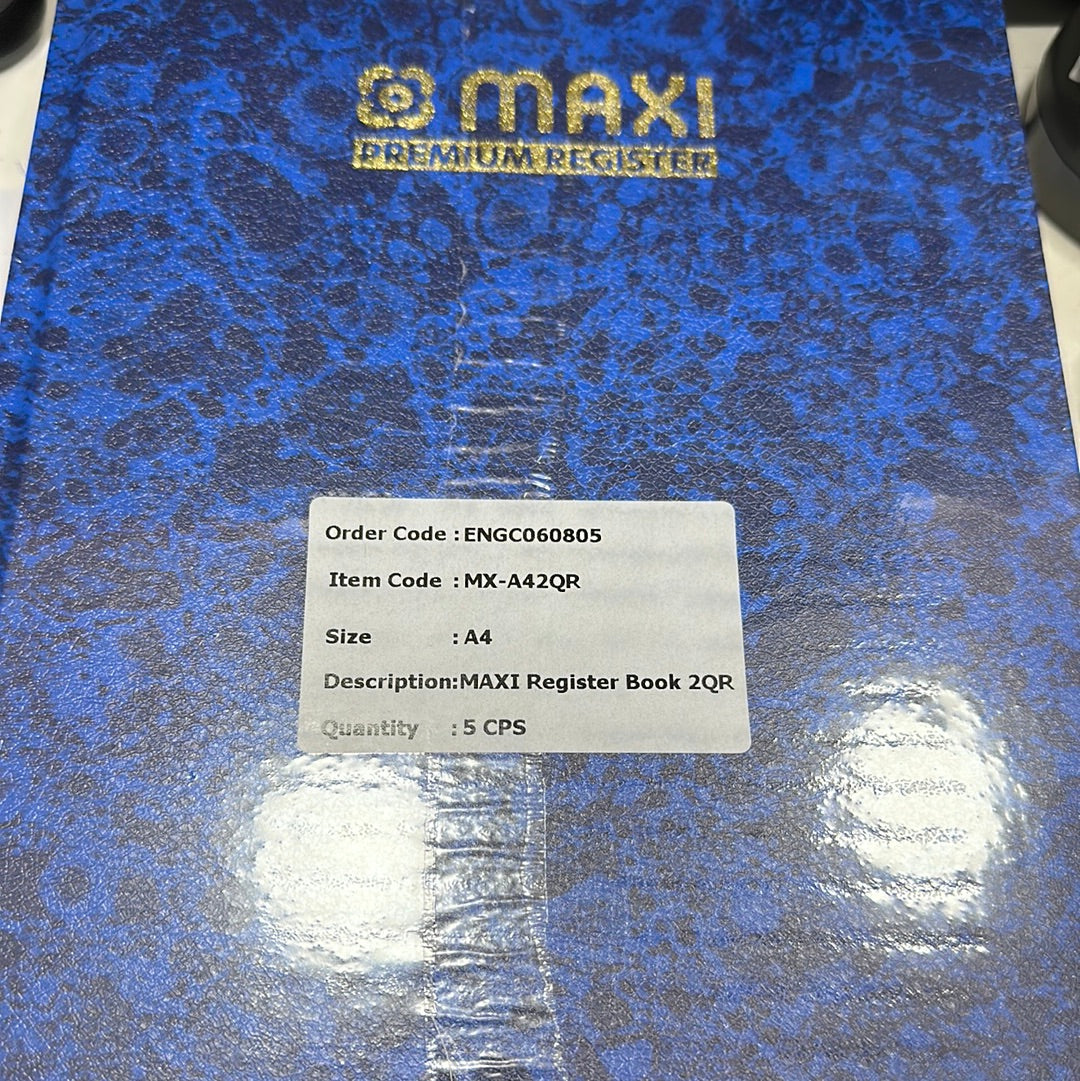 MAXI
PREMIUM REGISTER
Order Code : ENGC060805
Item Code : MX-A42QR
Size : A4
Description:MAXI Register Book 2QR
Quantity : 5 CPS